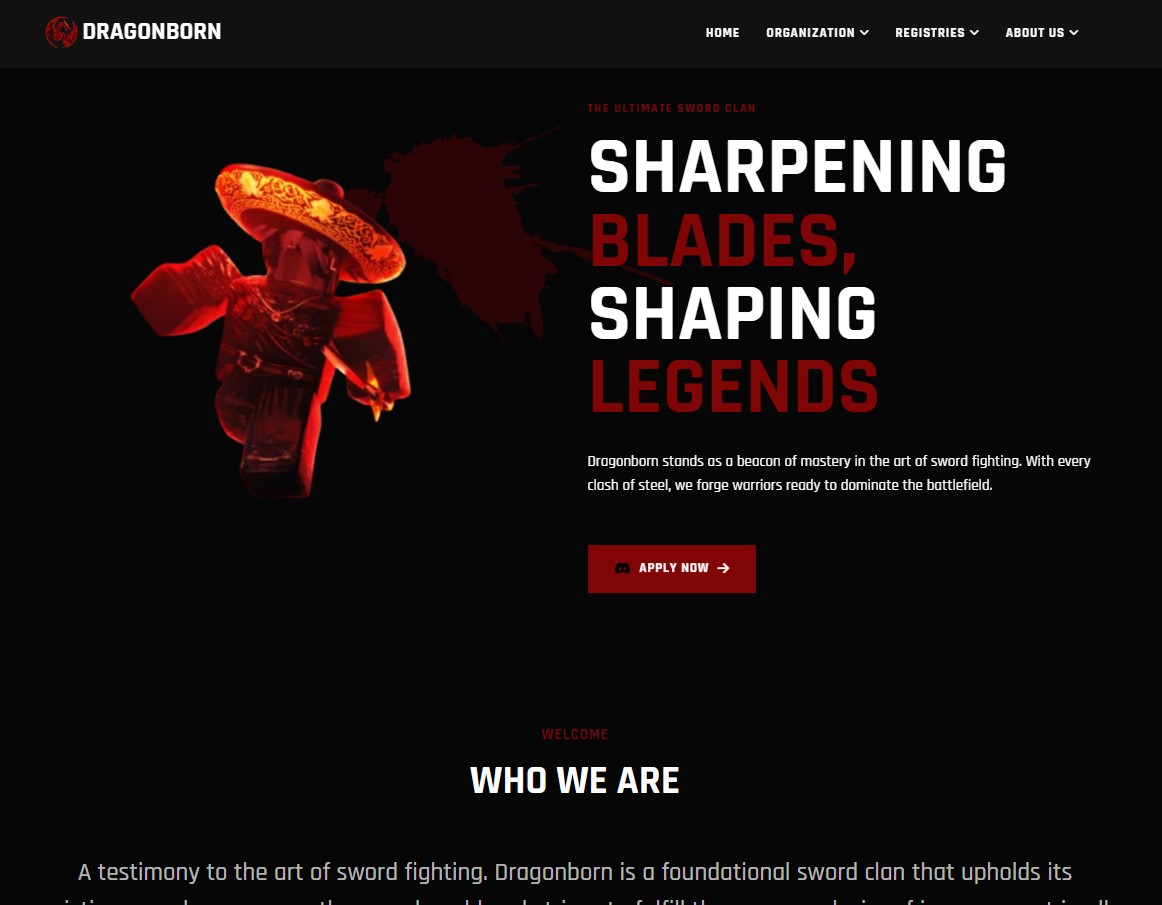 DRAGONBORN
HOME ORGANIZATION REGISTRIES ABOUT US
THE ULTIMATE SWORD CLAN
SHARPENING
BLADES,
SHAPING
LEGENDS
Dragonborn stands as a beacon of mastery in the art of sword fighting. With every
clash of steel, we forge warriors ready to dominate the battlefield.
APPLY NOW
WELCOME
WHO WE ARE
A testimony to the art of sword fighting. Dragonborn is a foundational sword clan that upholds its